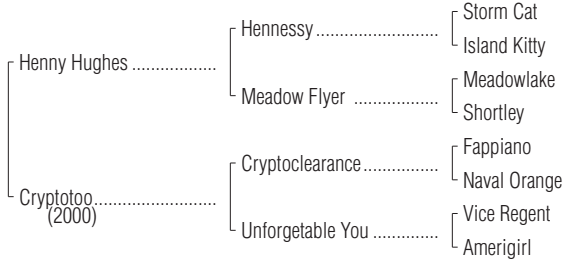 Storm Cat
Hennessy..........................
Island Kitty
Henny Hughes ..................
Meadowlake
Meadow Flyer ..................
Shortley
Fappiano
Cryptoclearance................
Naval Orange
Cryptotoo..........................
(2000)
Vice Regent
Unforgetable You ..............
Amerigirl